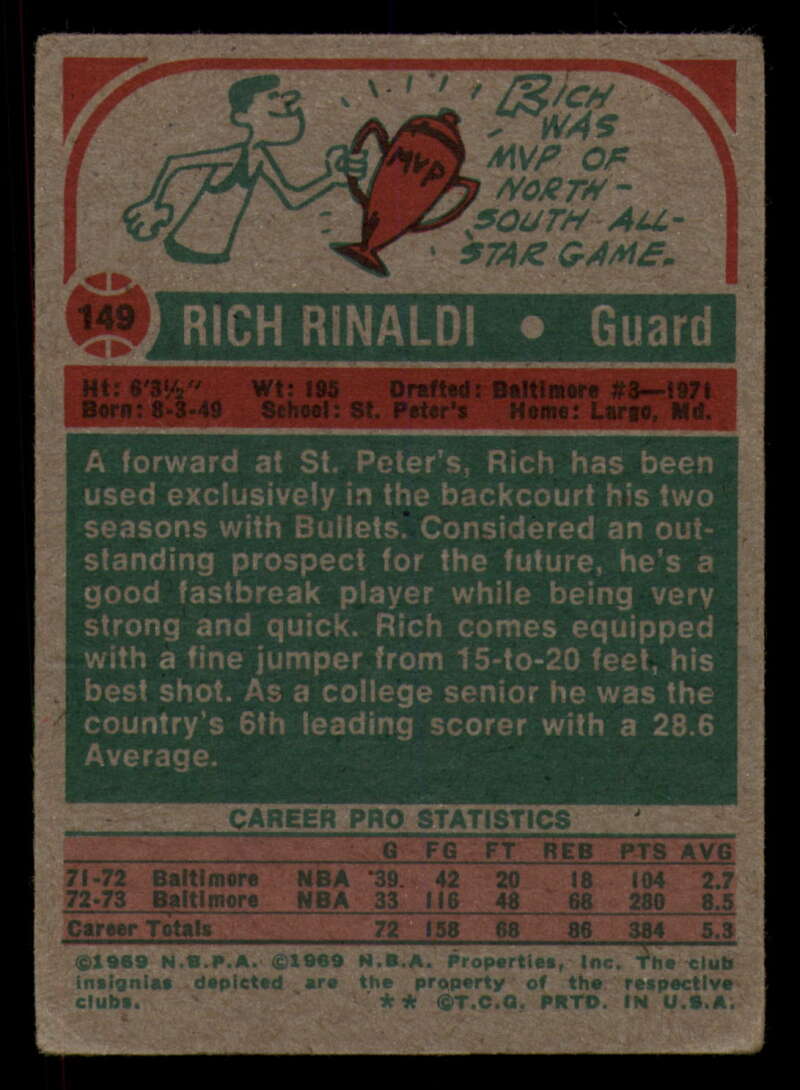 RICH
WAS
MVP OF
NORTH-
SOUTH ALL-
STAR GAME.
MVP
149 RICH RINALDI • Guard
Ht: 6'3½" Wt: 195 Drafted: Baltimore #3—1971
Born: 8-3-49 School: St. Peter's Home: Largo, Md.
A forward at St. Peter's, Rich has been
used exclusively in the backcourt his two
seasons with Bullets. Considered an out-
standing prospect for the future, he's a
good fastbreak player while being very
strong and quick. Rich comes equipped
with a fine jumper from 15-to-20 feet, his
best shot. As a college senior he was the
country's 6th leading scorer with a 28.6
Average.
CAREER PRO STATISTICS
G FG FT REB PTS AVG
71-72 Baltimore NBA 39 42 20 18 104 2.7
72-73 Baltimore NBA 33 116 48 68 280 8.5
Career Totals 72 158 68 86 384 5.3
©1969 N.B.P.A. ©1969 N.B.A. Properties, Inc. The club
insignias depicted are the property of the respective
clubs. ** ©T.C.G. PRTD. IN U.S.A.